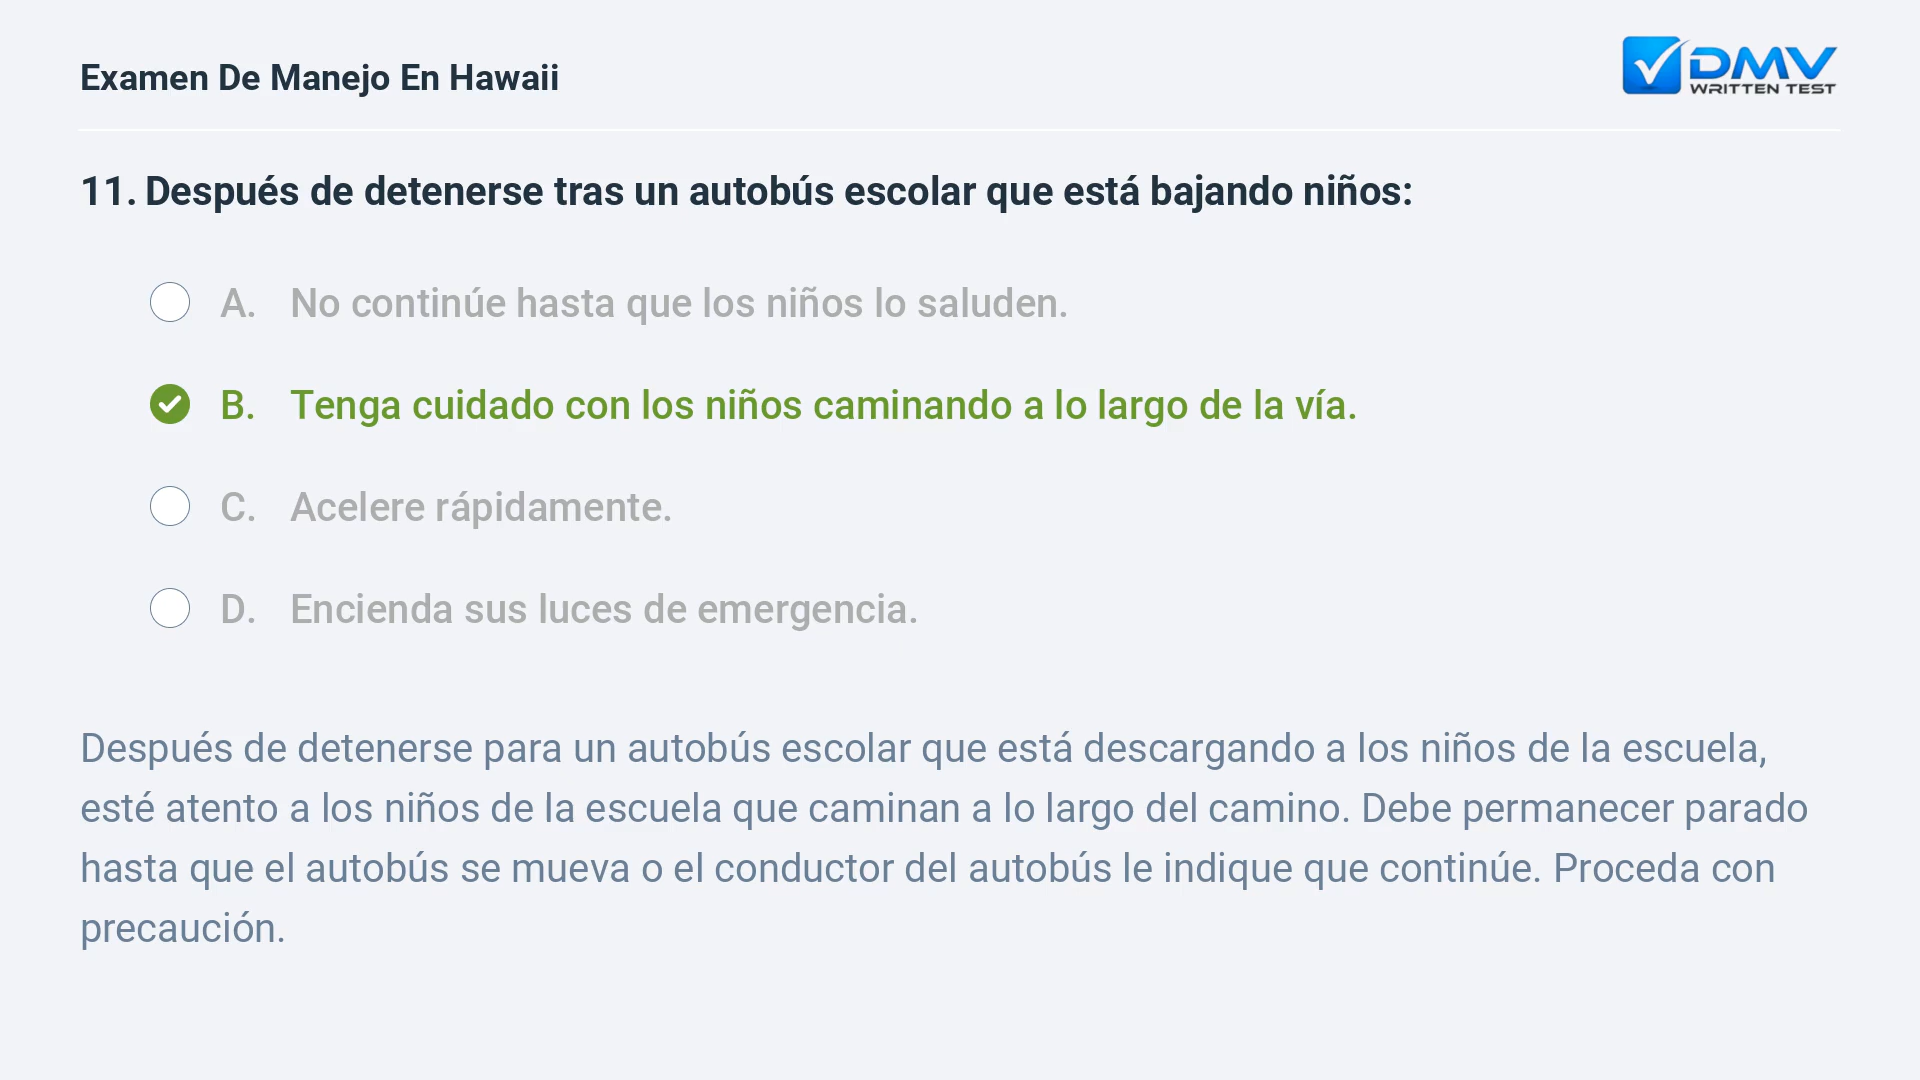 Examen De Manejo En Hawaii
DMV
WRITTEN TEST
11. Después de detenerse tras un autobús escolar que está bajando niños:
A. No continúe hasta que los niños lo saluden.
B. Tenga cuidado con los niños caminando a lo largo de la vía.
C. Acelere rápidamente.
D. Encienda sus luces de emergencia.
Después de detenerse para un autobús escolar que está descargando a los niños de la escuela,
esté atento a los niños de la escuela que caminan a lo largo del camino. Debe permanecer parado
hasta que el autobús se mueva o el conductor del autobús le indique que continúe. Proceda con
precaución.